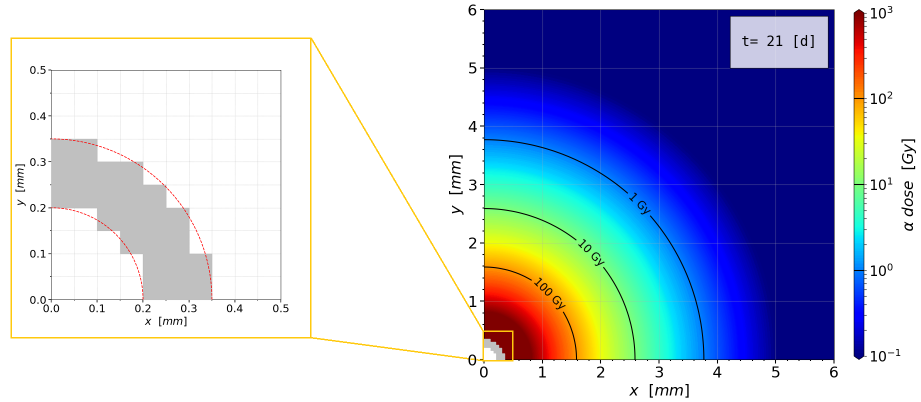 0.5
0.4
0.3
0.2
0.1
0.0
y [mm]
0.0 0.1 0.2 0.3 0.4 0.5
x [mm]
6
5
4
3
2
1
0
y [mm]
t= 21 [d]
1 Gy
10 Gy
100 Gy
0 1 2 3 4 5 6
x [mm]
10³
10²
10¹
10⁰
10⁻¹
α dose [Gy]